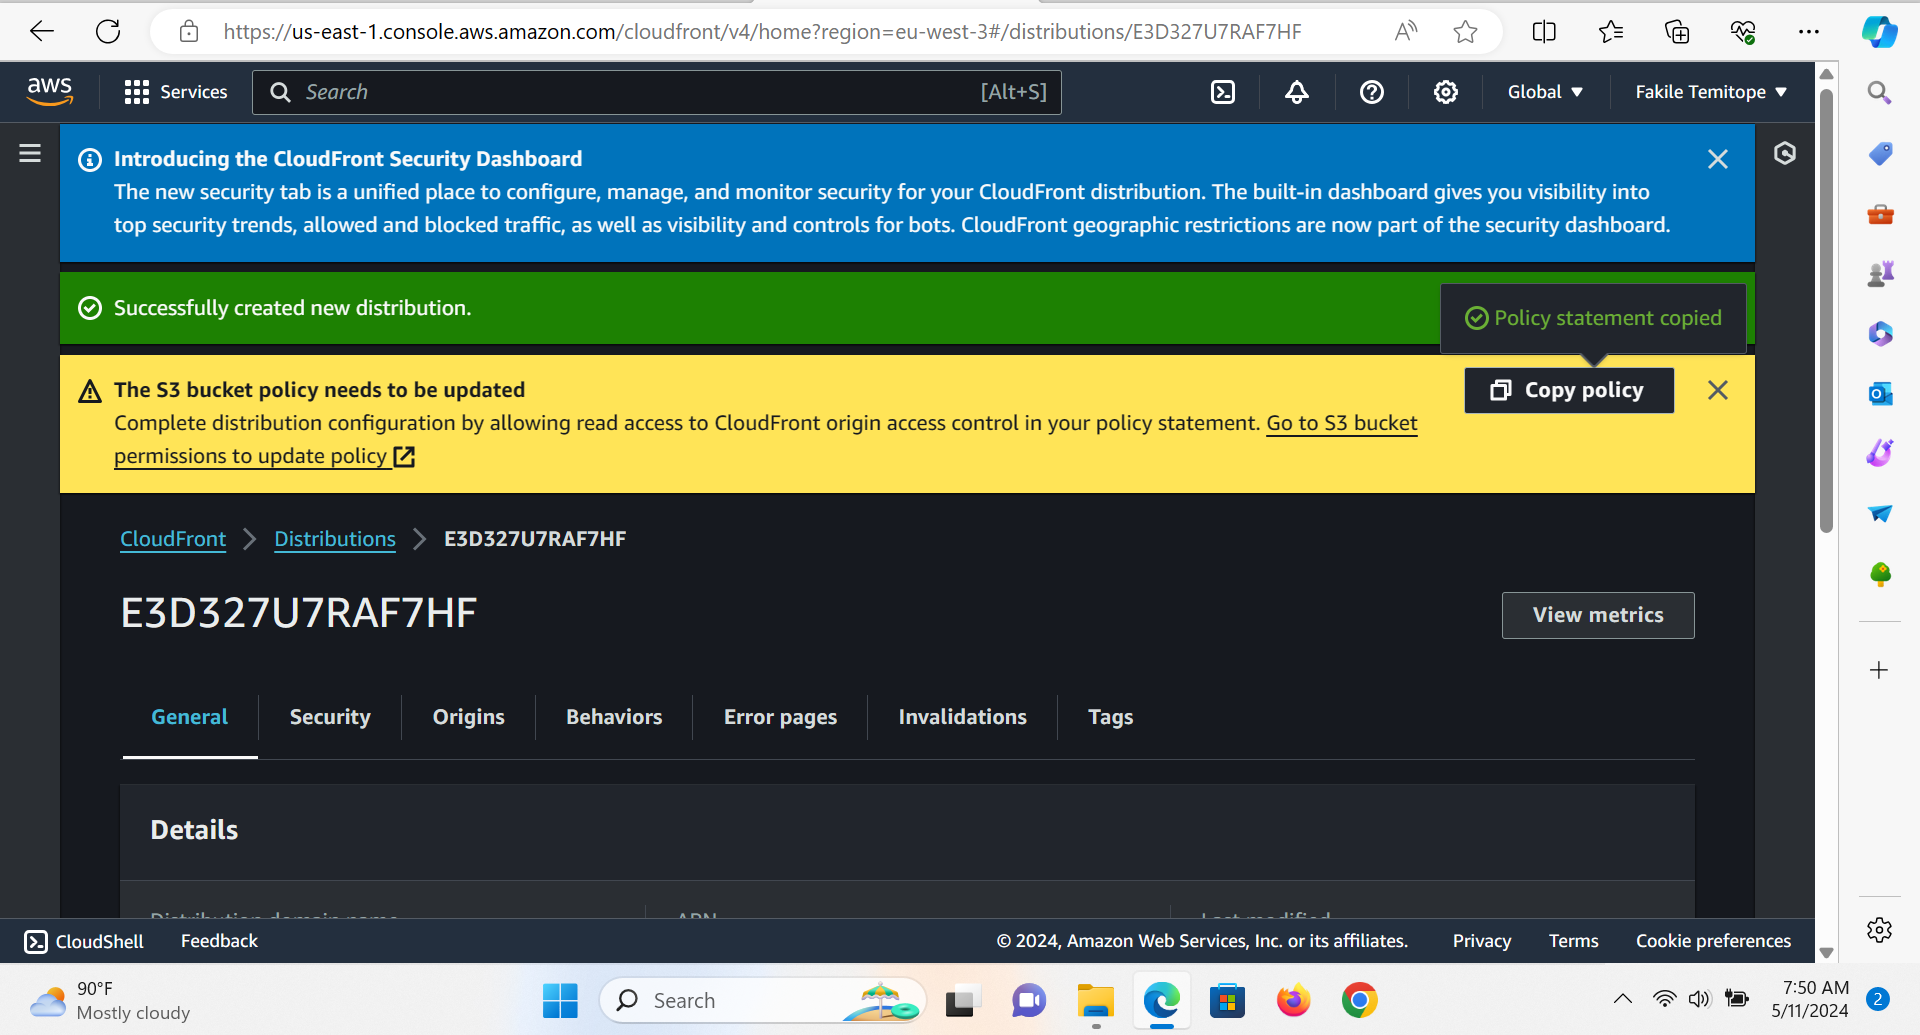 https://us-east-1.console.aws.amazon.com/cloudfront/v4/home?region=eu-west-3#/distributions/E3D327U7RAF7HF
aws
Services
Search
[Alt+S]
Global
Fakile Temitope
Introducing the CloudFront Security Dashboard
The new security tab is a unified place to configure, manage, and monitor security for your CloudFront distribution. The built-in dashboard gives you visibility into
top security trends, allowed and blocked traffic, as well as visibility and controls for bots. CloudFront geographic restrictions are now part of the security dashboard.
Successfully created new distribution.
Policy statement copied
The S3 bucket policy needs to be updated
Copy policy
Complete distribution configuration by allowing read access to CloudFront origin access control in your policy statement. Go to S3 bucket
permissions to update policy
CloudFront
Distributions
E3D327U7RAF7HF
E3D327U7RAF7HF
View metrics
General
Security
Origins
Behaviors
Error pages
Invalidations
Tags
Details
Distribution domain name
ARN
Last modified
CloudShell
Feedback
© 2024, Amazon Web Services, Inc. or its affiliates.
Privacy
Terms
Cookie preferences
90°F
Mostly cloudy
Search
7:50 AM
5/11/2024
2